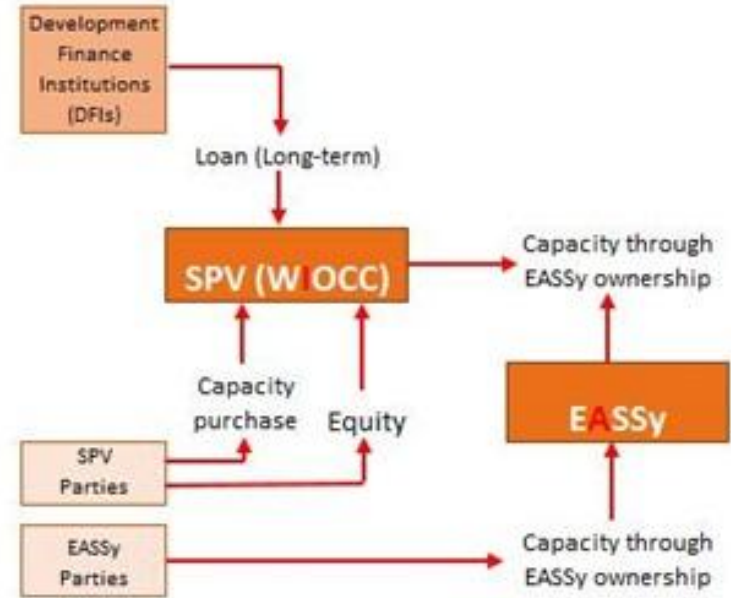 Development
Finance
Institutions
(DFIs)
Loan (Long-term)
SPV (WIOCC)
Capacity through
EASSy ownership
Capacity
purchase
Equity
EASSy
SPV
Parties
EASSy
Parties
Capacity through
EASSy ownership